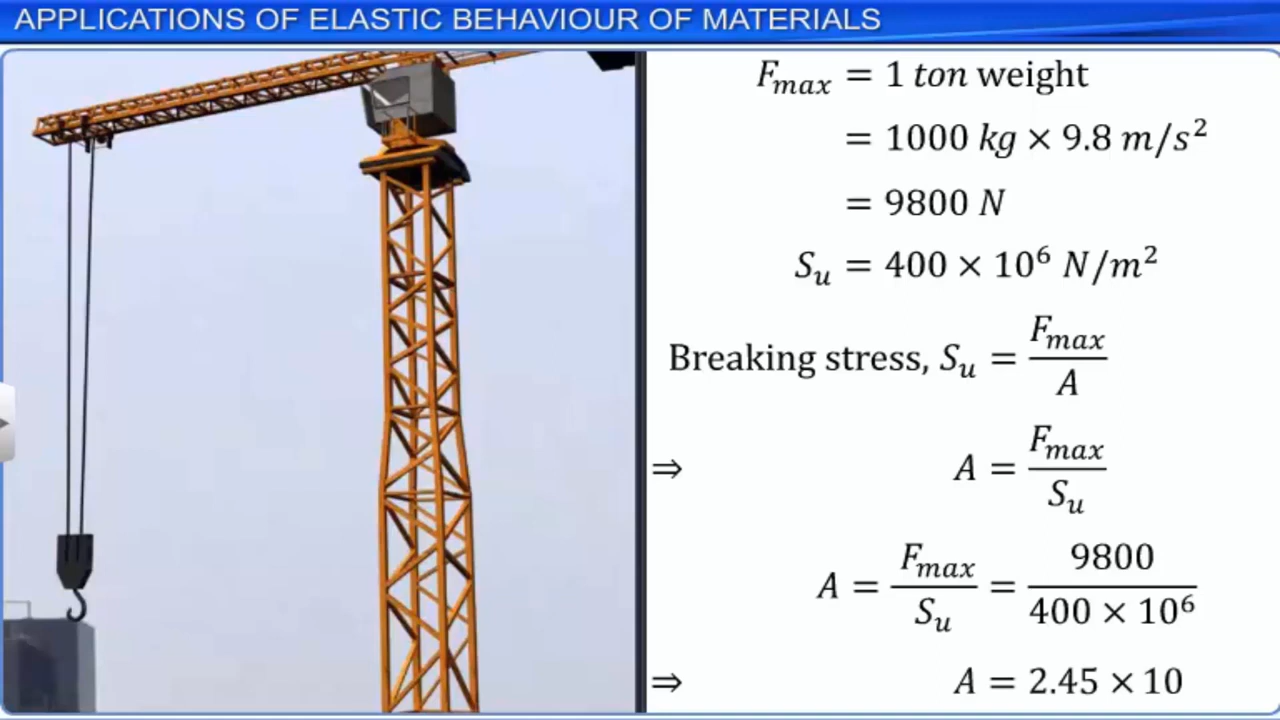 APPLICATIONS OF ELASTIC BEHAVIOUR OF MATERIALS
F_max = 1 ton weight
= 1000 kg × 9.8 m/s²
= 9800 N
S_u = 400 × 10⁶ N/m²
Breaking stress, S_u = F_max / A
⇒ A = F_max / S_u
A = F_max / S_u = 9800 / 400 × 10⁶
⇒ A = 2.45 × 10